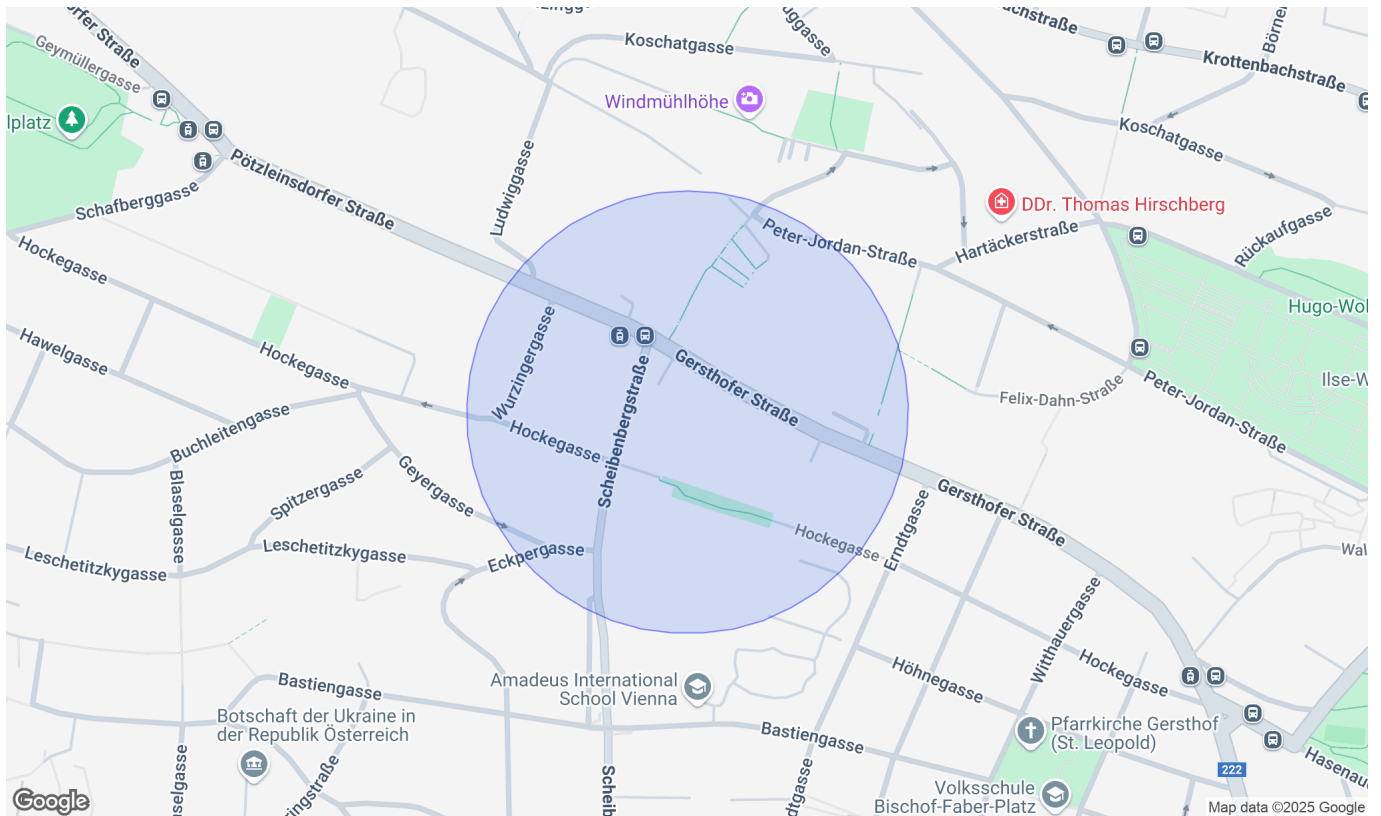 Koschatgasse
Krottenbachstraße
Geymüllergasse
Windmühlhöhe
Koschatgasse
Pötzleinsdorfer Straße
Ludwiggasse
Schafberggasse
DDr. Thomas Hirschberg
Peter-Jordan-Straße
Hartäckerstraße
Rückaufgasse
Hockegasse
Hawelgasse
Hockegasse
Wurzingergasse
Gersthofer Straße
Felix-Dahn-Straße
Peter-Jordan-Straße
Buchleitengasse
Hockegasse
Scheibenbergstraße
Blaselgasse
Spitzergasse
Geyergasse
Gersthofer Straße
Erndtgasse
Hockegasse
Leschetitzkygasse
Leschetitzkygasse
Eckpergasse
Witthauergasse
Höhnegasse
Hockegasse
Bastiengasse
Amadeus International
School Vienna
Botschaft der Ukraine in
der Republik Österreich
Bastiengasse
Pfarrkirche Gersthof
(St. Leopold)
222
Volksschule
Bischof-Faber-Platz
Google
Map data ©2025 Google